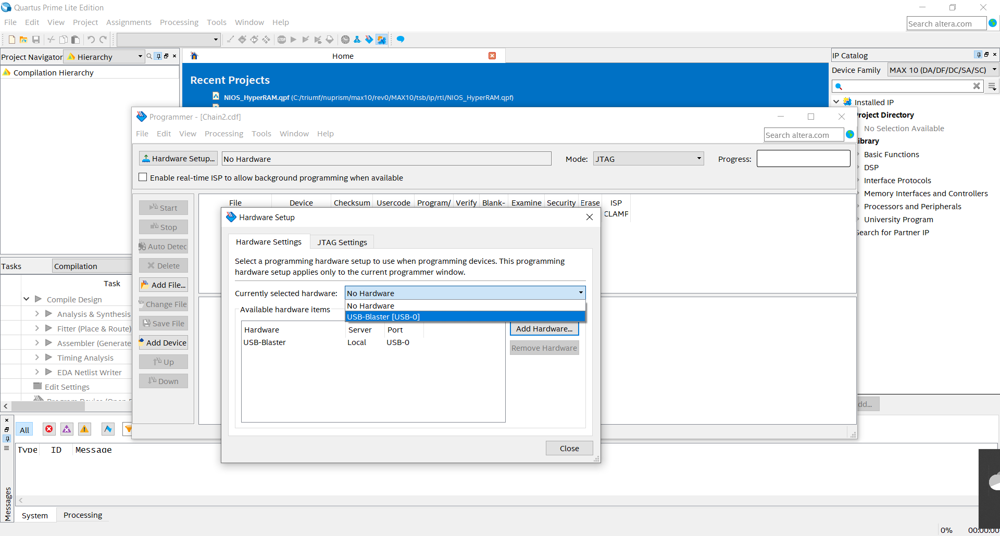 Quartus Prime Lite Edition
File Edit View Project Assignments Processing Tools Window Help
Search altera.com
Project Navigator Hierarchy
Compilation Hierarchy
Home
Recent Projects
NIOS_HyperRAM.qpf (C:/triumf/nuprism/max10/rev0/MAX10/tsb/ip/rtl/NIOS_HyperRAM.qpf)
IP Catalog
Device Family MAX 10 (DA/DF/DC/SA/SC)
Installed IP
Project Directory
No Selection Available
Library
Basic Functions
DSP
Interface Protocols
Memory Interfaces and Controllers
Processors and Peripherals
University Program
Search for Partner IP
dd...
Programmer - [Chain2.cdf]
File Edit View Processing Tools Window Help
Search altera.com
Hardware Setup... No Hardware Mode: JTAG Progress:
Enable real-time ISP to allow background programming when available
Start
Stop
Auto Detec
Delete
Add File...
Change File
Save File
Add Device
Up
Down
File Device Checksum Usercode Program/ Verify Blank- Examine Security Erase ISP
CLAMP
Hardware Setup
Hardware Settings JTAG Settings
Select a programming hardware setup to use when programming devices. This programming
hardware setup applies only to the current programmer window.
Currently selected hardware: No Hardware
No Hardware
USB-Blaster [USB-0]
Available hardware items
Hardware Server Port
USB-Blaster Local USB-0
Add Hardware...
Remove Hardware
Close
Tasks Compilation
Task
Compile Design
Analysis & Synthesis
Fitter (Place & Route)
Assembler (Generate
Timing Analysis
EDA Netlist Writer
Edit Settings
Program Device (Open
All
Type ID Message
Messages
System Processing
0% 00:00:00
STOP